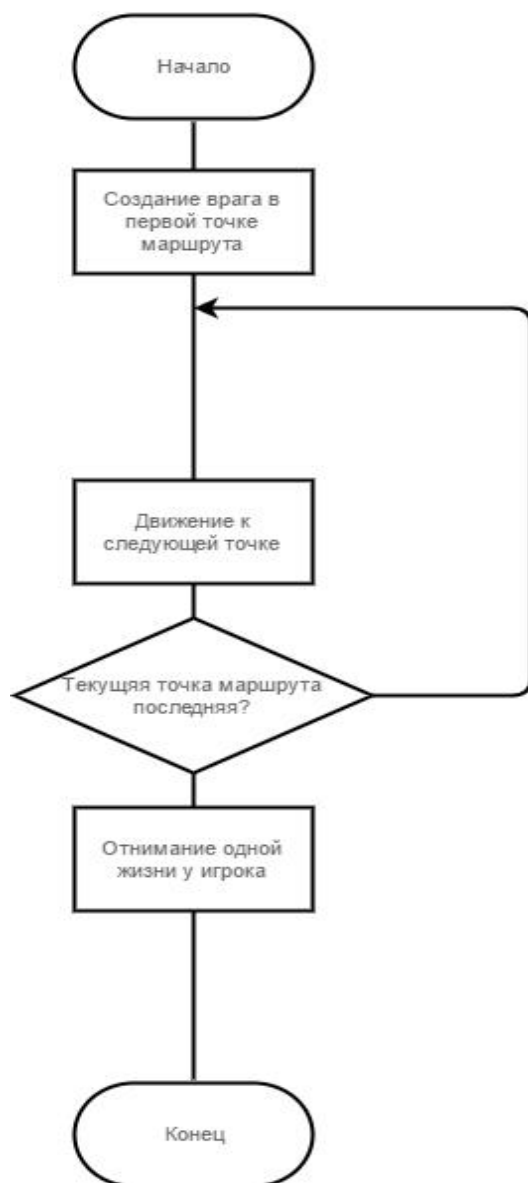 Начало
Создание врага в
первой точке
маршрута
Движение к
следующей точке
Текущяя точка маршрута
последняя?
Отнимание одной
жизни у игрока
Конец